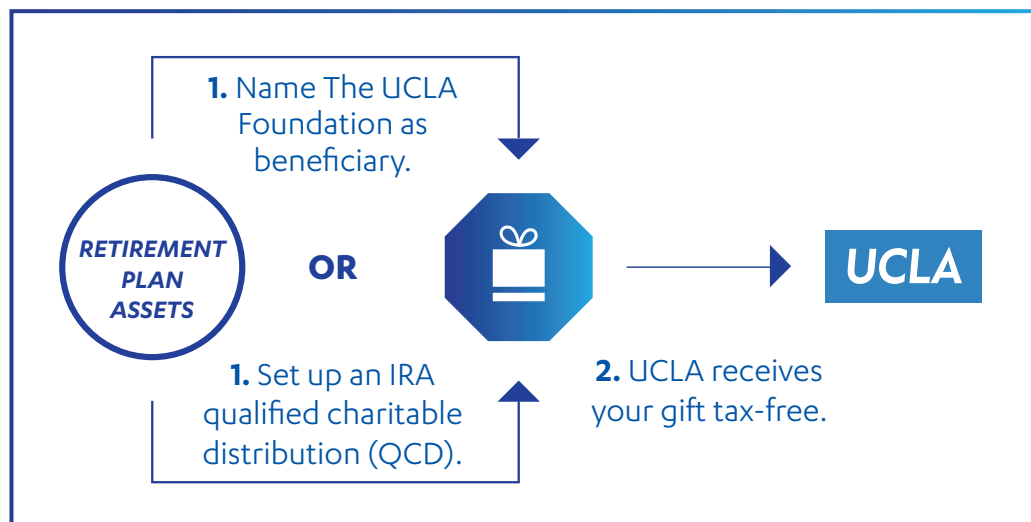 1. Name The UCLA
Foundation as
beneficiary.
RETIREMENT
PLAN
ASSETS
OR
UCLA
1. Set up an IRA
qualified charitable
distribution (QCD).
2. UCLA receives
your gift tax-free.